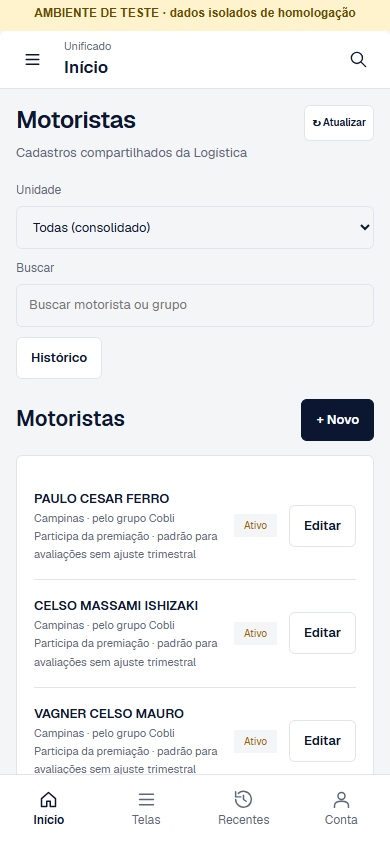 AMBIENTE DE TESTE · dados isolados de homologação
Unificado
Início
Motoristas
↻ Atualizar
Cadastros compartilhados da Logística
Unidade
Todas (consolidado)
Buscar
Buscar motorista ou grupo
Histórico
Motoristas
+ Novo
PAULO CESAR FERRO
Campinas · pelo grupo Cobli
Participa da premiação · padrão para
avaliações sem ajuste trimestral
Ativo
Editar
CELSO MASSAMI ISHIZAKI
Campinas · pelo grupo Cobli
Participa da premiação · padrão para
avaliações sem ajuste trimestral
Ativo
Editar
VAGNER CELSO MAURO
Campinas · pelo grupo Cobli
Participa da premiação · padrão para
avaliações sem ajuste trimestral
Ativo
Editar
Início
Telas
Recentes
Conta